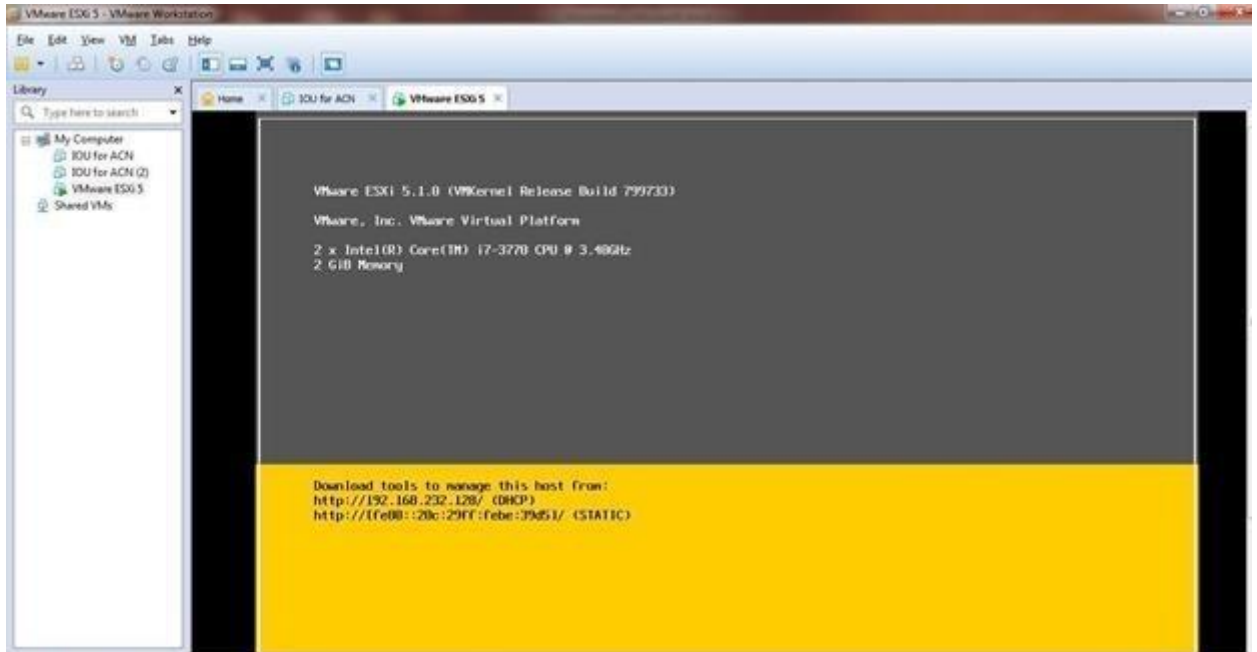 VMware ESXi 5 - VMware Workstation
File Edit View VM Tabs Help
Library
Type here to search
My Computer
IOU for ACN
IOU for ACN (2)
VMware ESXi 5
Shared VMs
Home
IOU for ACN
VMware ESXi 5
VMware ESXi 5.1.0 (VMKernel Release Build 799733)
VMware, Inc. VMware Virtual Platform
2 x Intel(R) Core(TM) i7-3770 CPU @ 3.40GHz
2 GiB Memory
Download tools to manage this host from:
http://192.168.232.128/ (DHCP)
http://[fe80::20c:29ff:febe:39d5]/ (STATIC)